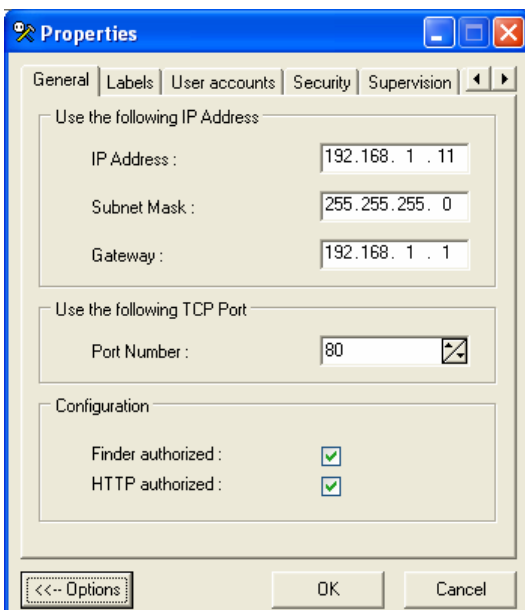 Properties
General Labels User accounts Security Supervision
Use the following IP Address
IP Address : 192.168. 1 . 11
Subnet Mask : 255.255.255. 0
Gateway : 192.168. 1 . 1
Use the following TCP Port
Port Number : 80
Configuration
Finder authorized :
HTTP authorized :
<<-- Options OK Cancel